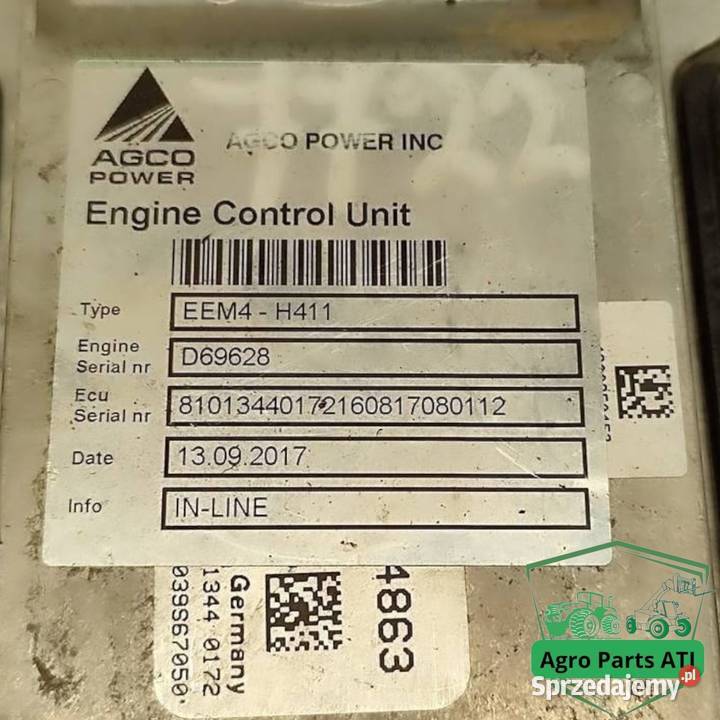 7722
AGCO
POWER
AGCO POWER INC
Engine Control Unit
Type EEM4 - H411
Engine
Serial nr D69628
Ecu
Serial nr 81013440172160817080112
Date 13.09.2017
Info IN-LINE
4863
Germany
1344 0172
039S67050
Agro Parts ATI
Sprzedajemy.pl